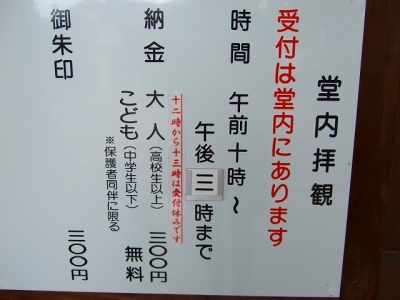 堂内拝観
受付は堂内にあります
時間 午前十時～
午後三時まで
十二時から十三時は受付休みです
納金 大人(高校生以上) 三〇〇円
こども(中学生以下) 無料
※保護者同伴に限る
御朱印 三〇〇円